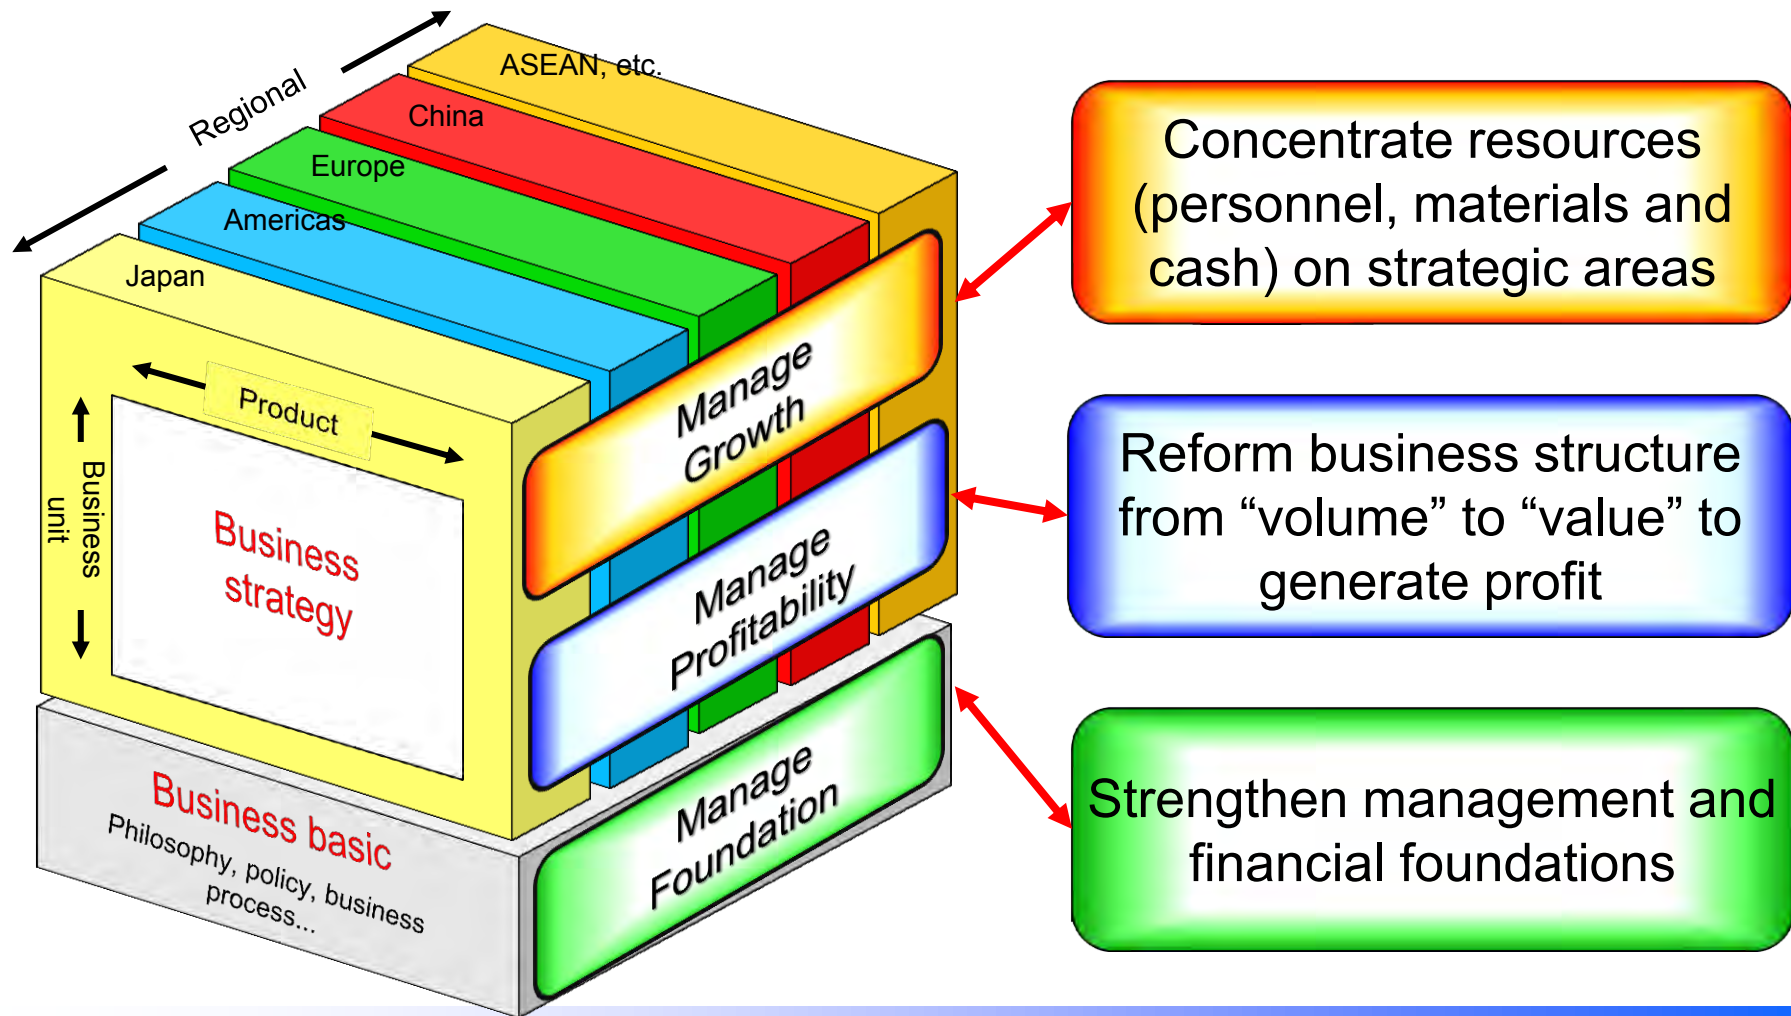 Regional
ASEAN, etc.
China
Europe
Americas
Japan
Product
Business
unit
Business
strategy
Business basic
Philosophy, policy, business
process...
Manage
Growth
Manage
Profitability
Manage
Foundation
Concentrate resources
(personnel, materials and
cash) on strategic areas
Reform business structure
from “volume” to “value” to
generate profit
Strengthen management and
financial foundations